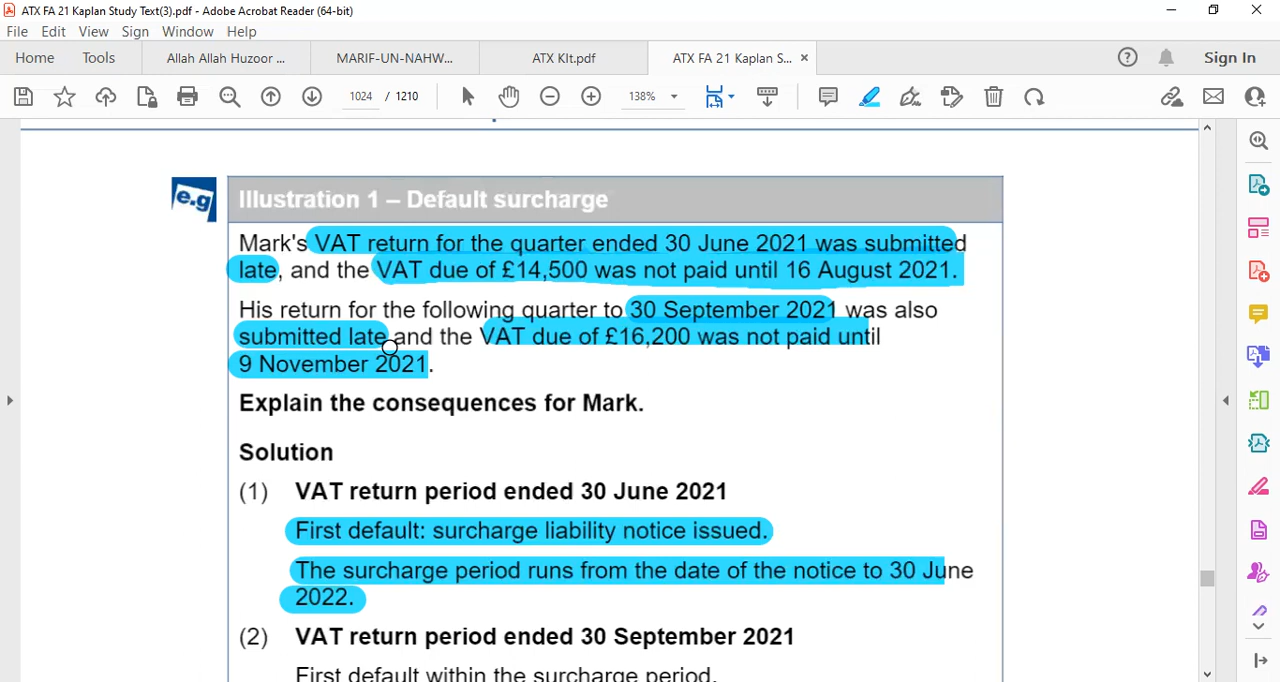 ATX FA 21 Kaplan Study Text(3).pdf - Adobe Acrobat Reader (64-bit)
File Edit View Sign Window Help
Home Tools Allah Allah Huzoor ... MARIF-UN-NAHW... ATX KIt.pdf ATX FA 21 Kaplan S... × Sign In
1024 / 1210 138%
e.g Illustration 1 – Default surcharge
Mark's VAT return for the quarter ended 30 June 2021 was submitted
late, and the VAT due of £14,500 was not paid until 16 August 2021.
His return for the following quarter to 30 September 2021 was also
submitted late and the VAT due of £16,200 was not paid until
9 November 2021.
Explain the consequences for Mark.
Solution
(1) VAT return period ended 30 June 2021
First default: surcharge liability notice issued.
The surcharge period runs from the date of the notice to 30 June
2022.
(2) VAT return period ended 30 September 2021
First default within the surcharge period.